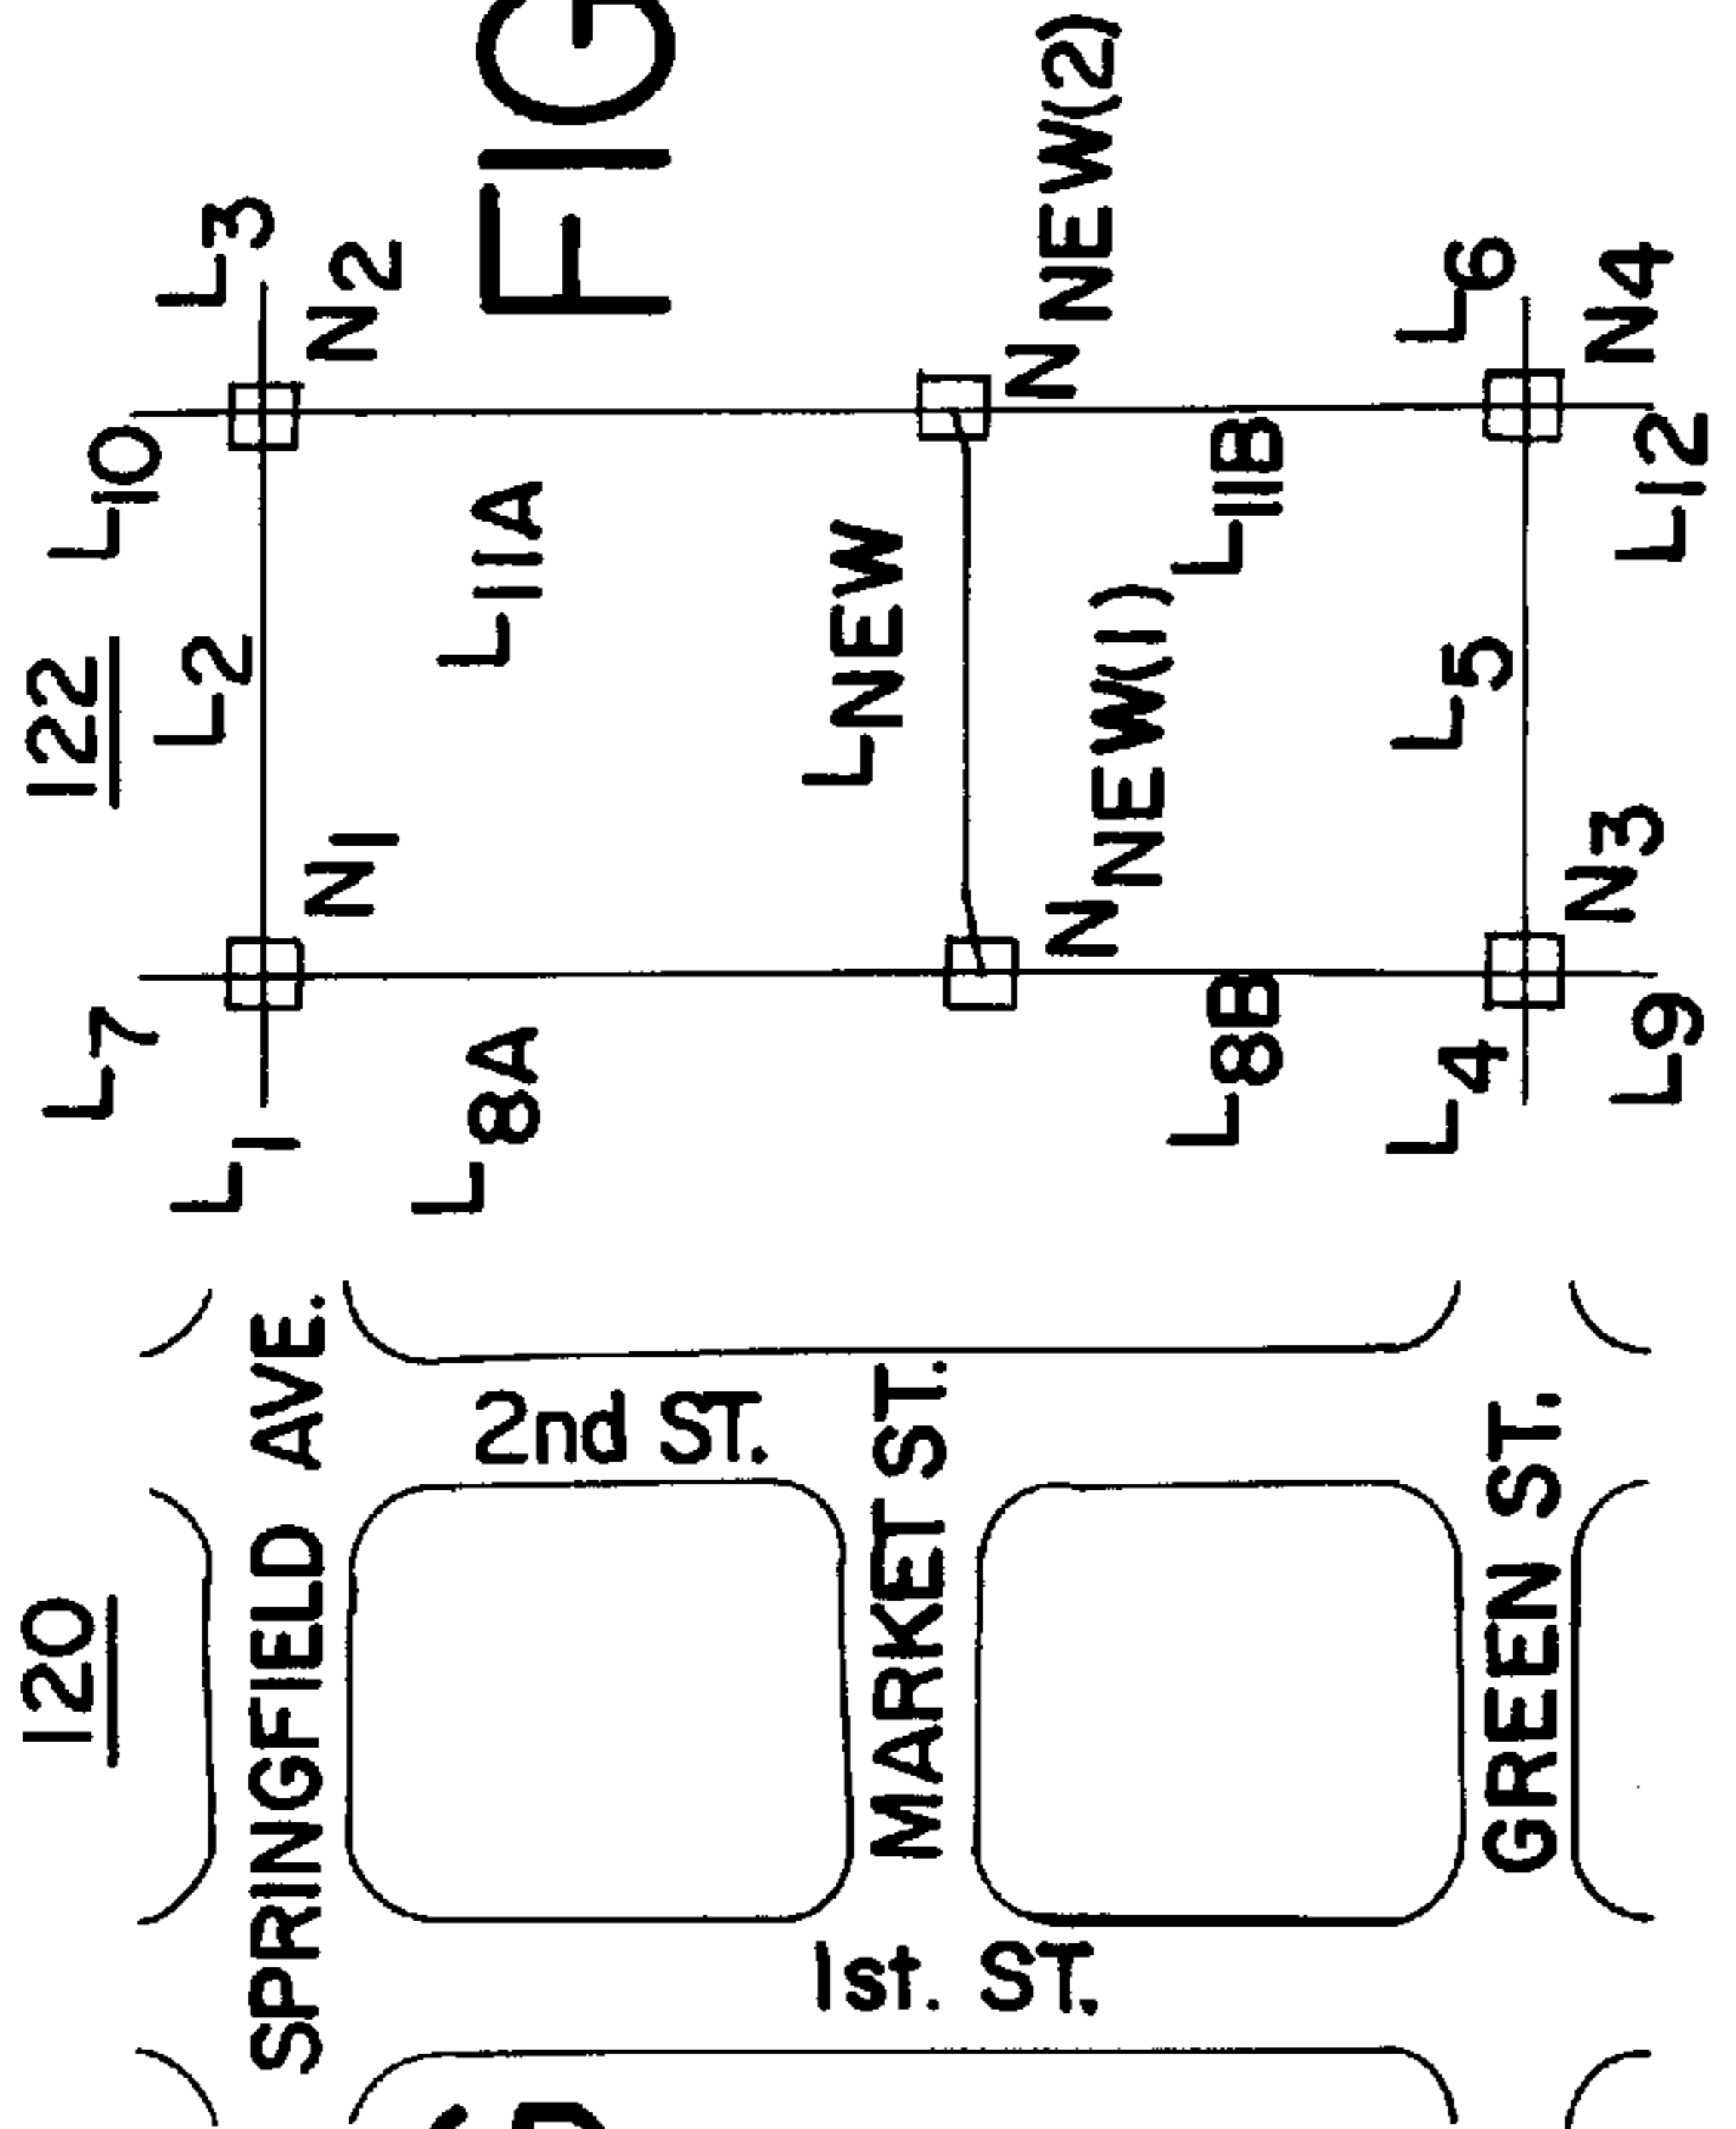 122
L10
L3
L2
N2
L7
N1
L1
L11A
L8A
FIG
LNEW
NNEW(2)
NNEW(1)
L11B
L8B
L6
L5
N4
L4
N3
L12
L9
120
SPRINGFIELD AVE.
2nd ST.
MARKET ST.
1st. ST.
GREEN ST.